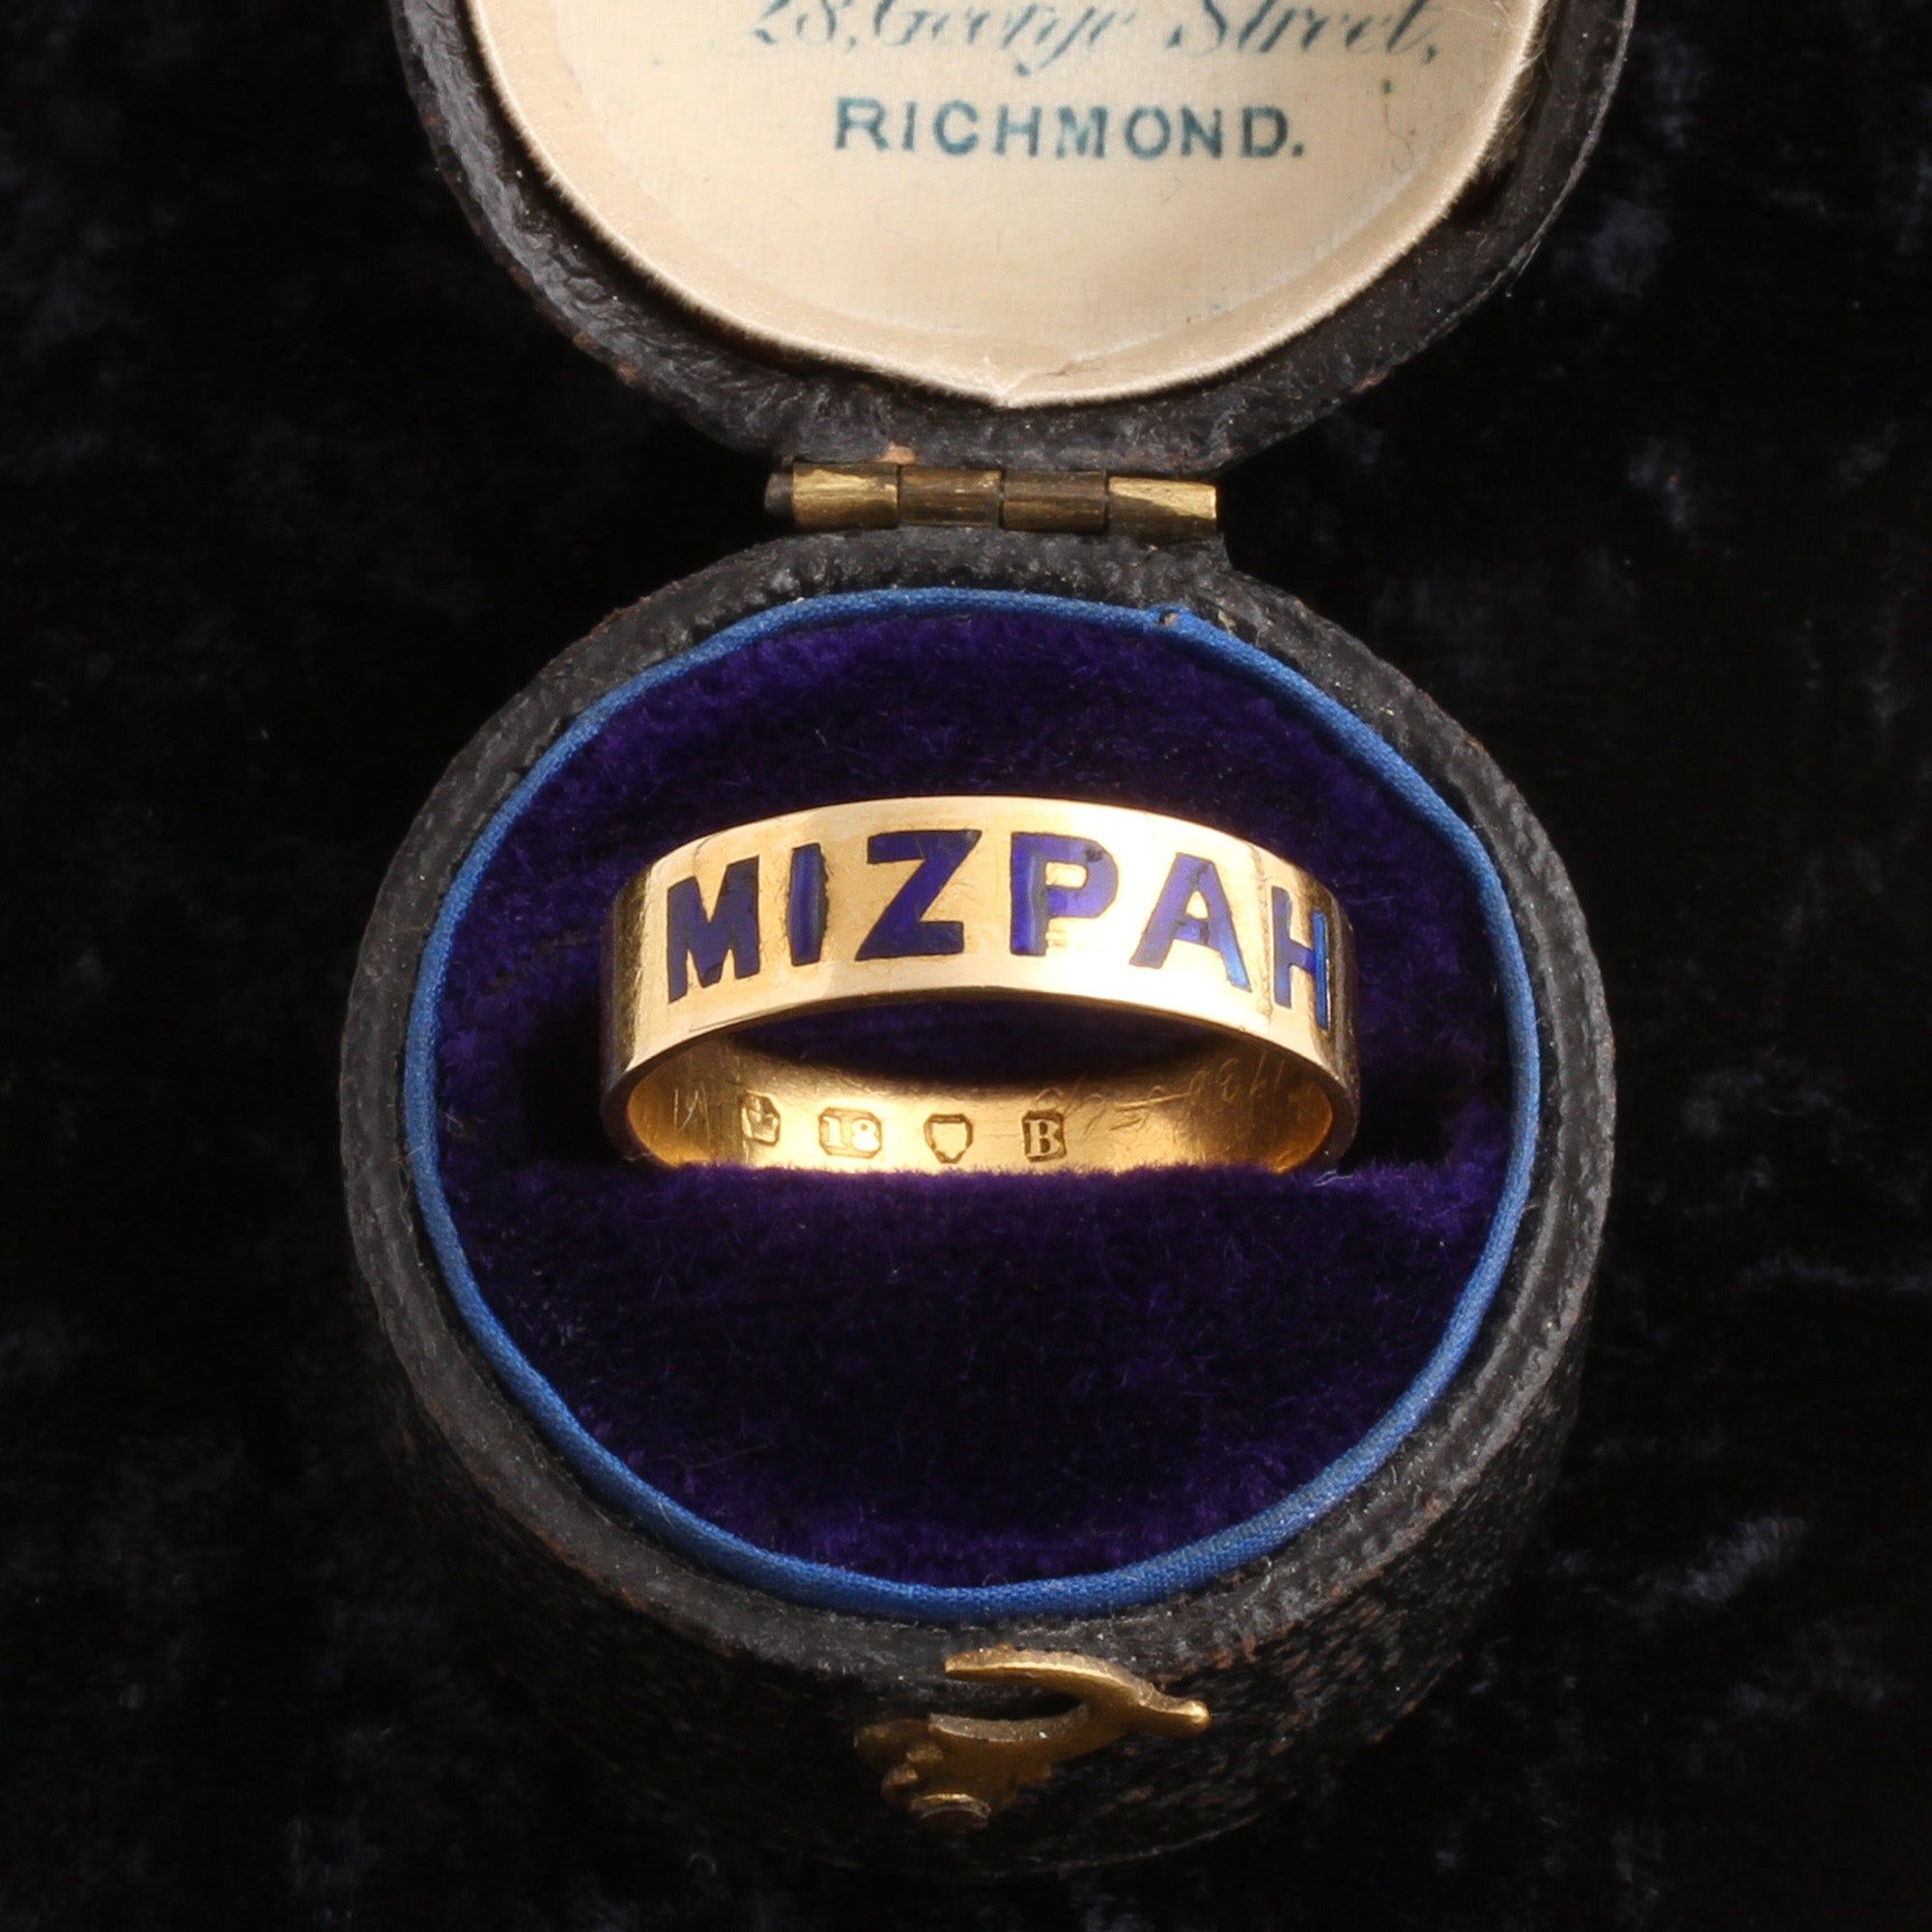 28, George Street,
RICHMOND.
MIZPAH
18 B